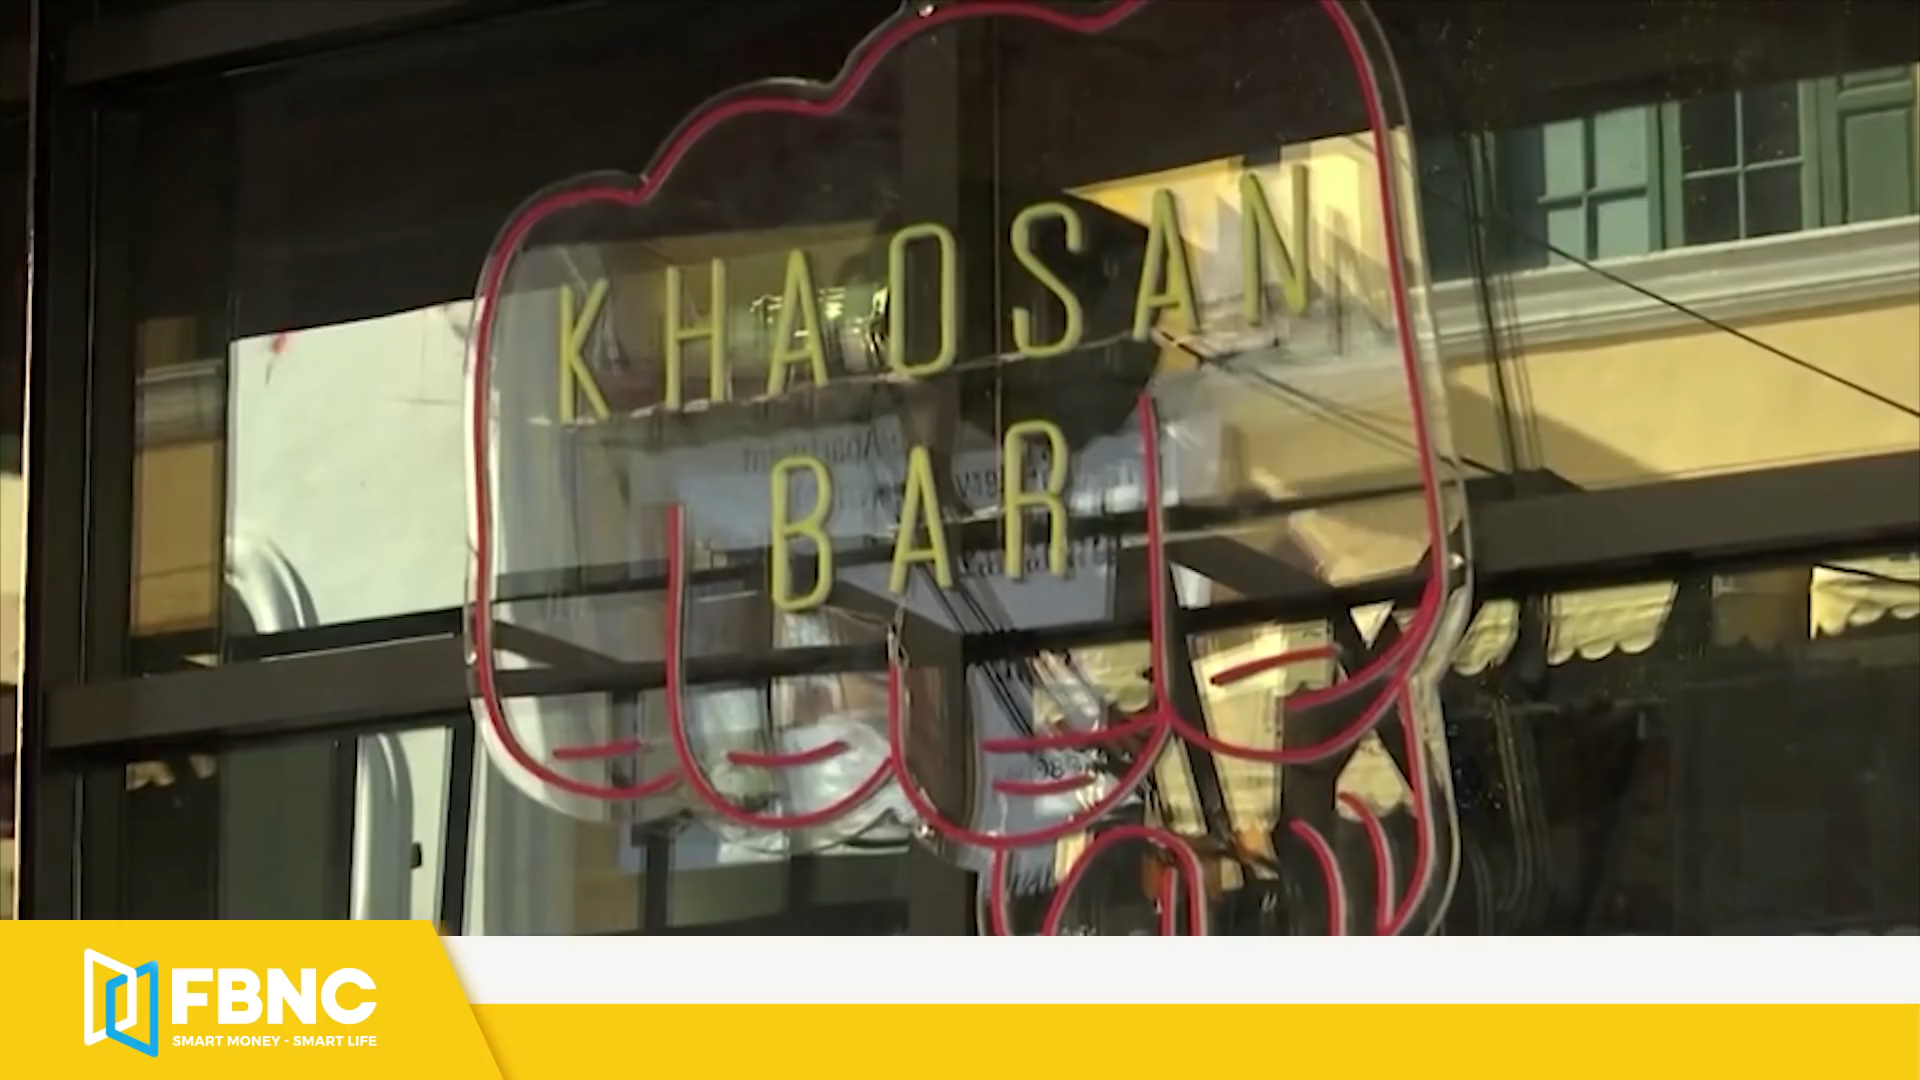 KHAOSAN
BAR
FBNC
SMART MONEY - SMART LIFE